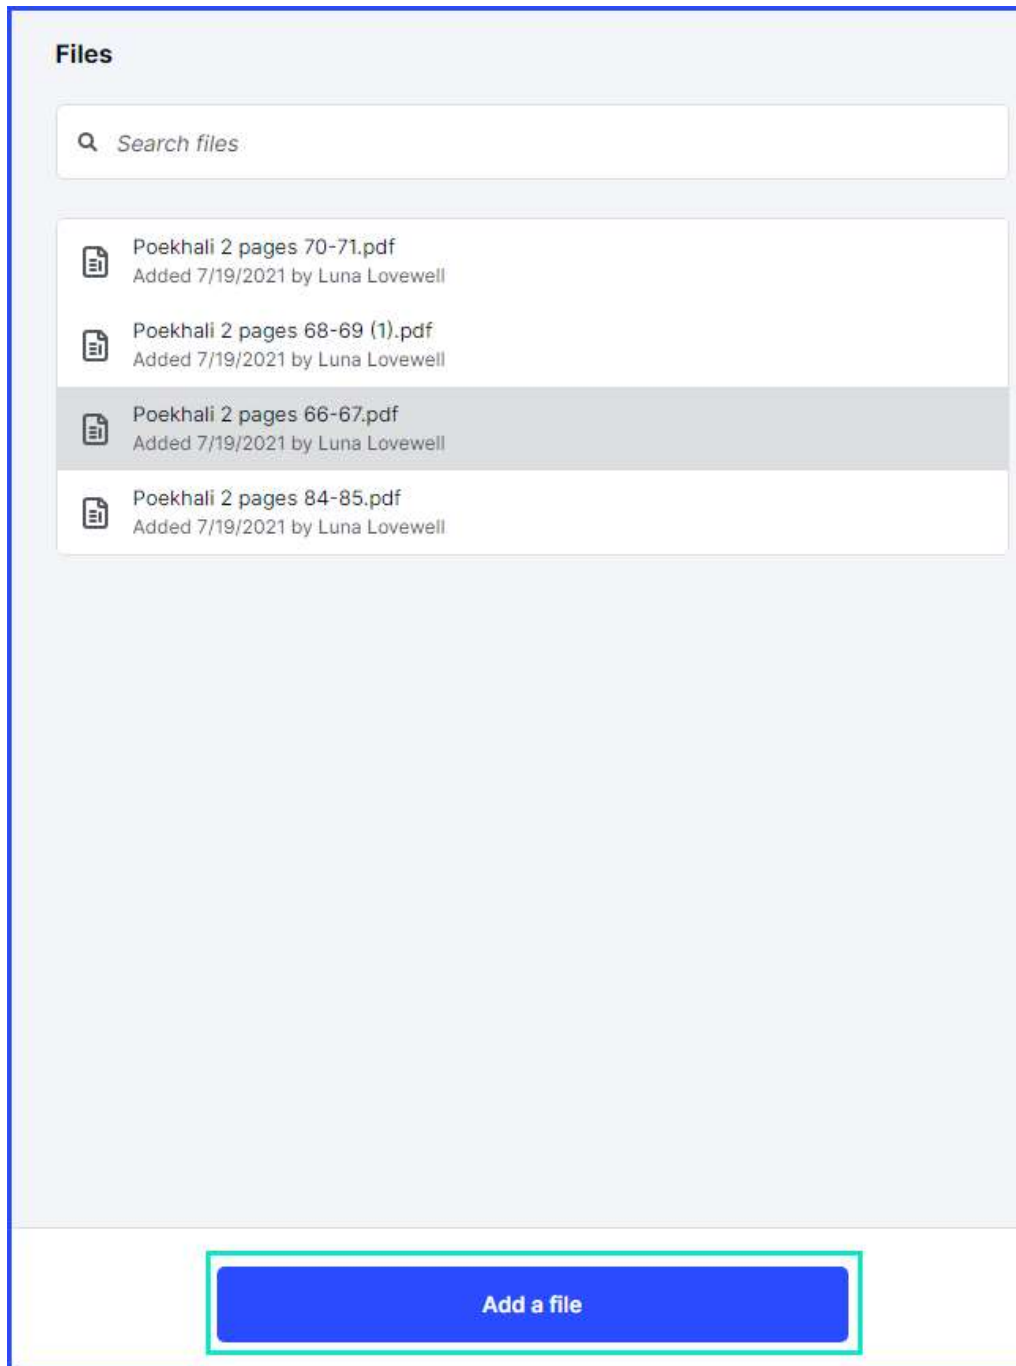 Files
Search files
Poekhali 2 pages 70-71.pdf
Added 7/19/2021 by Luna Lovewell
Poekhali 2 pages 68-69 (1).pdf
Added 7/19/2021 by Luna Lovewell
Poekhali 2 pages 66-67.pdf
Added 7/19/2021 by Luna Lovewell
Poekhali 2 pages 84-85.pdf
Added 7/19/2021 by Luna Lovewell
Add a file